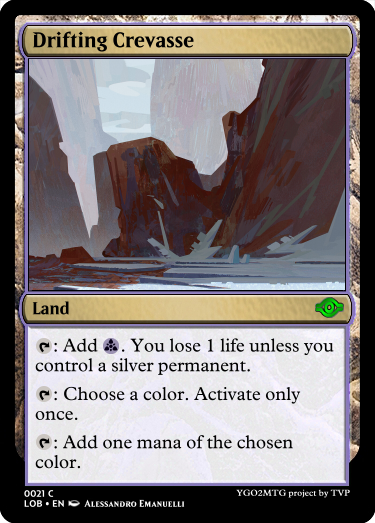 Drifting Crevasse
Land
: Add . You lose 1 life unless you
control a silver permanent.
: Choose a color. Activate only
once.
: Add one mana of the chosen
color.
0021 C
LOB • EN Alessandro Emanuelli
YGO2MTG project by TVP